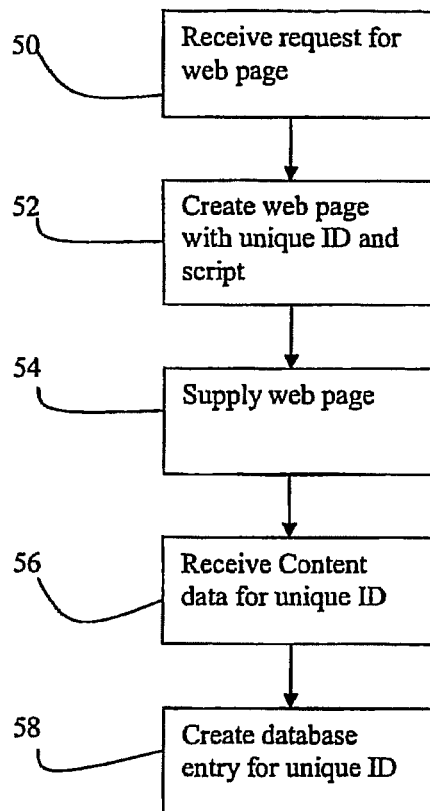 50
Receive request for
web page
52
Create web page
with unique ID and
script
54
Supply web page
56
Receive Content
data for unique ID
58
Create database
entry for unique ID